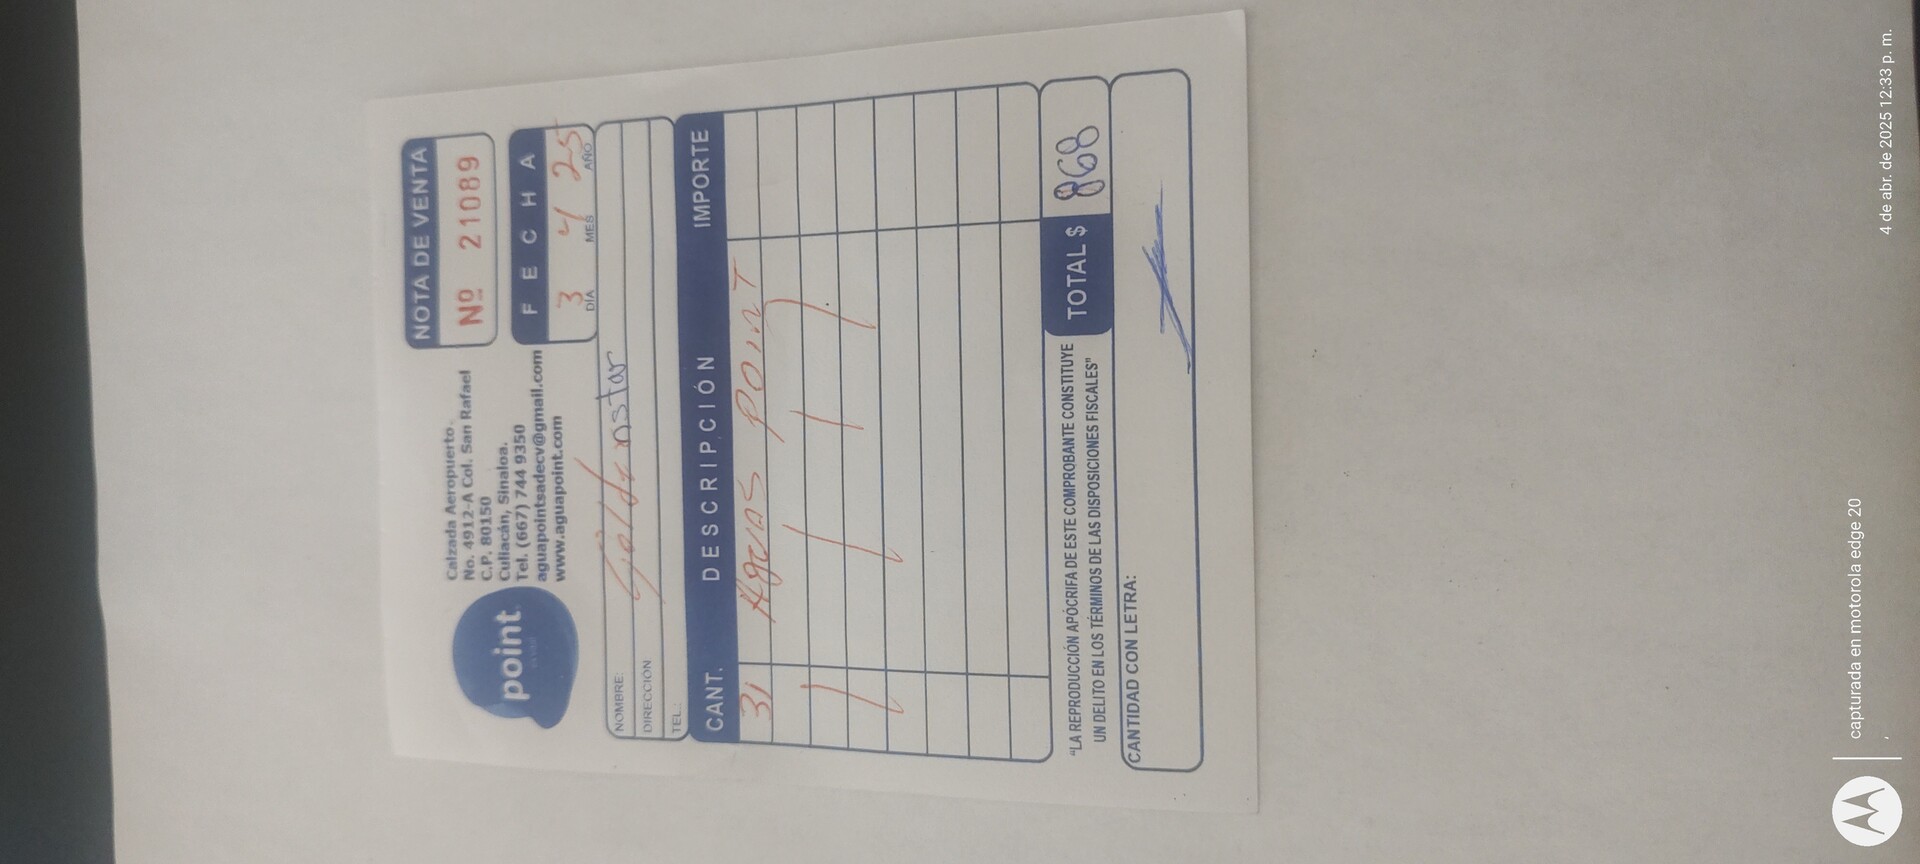 point
Calzada Aeropuerto.
No. 4912-A Col. San Rafael
C.P. 80150
Culiacán, Sinaloa.
Tel. (667) 744 9350
aguapointsadecv@gmail.com
www.aguapoint.com
NOTA DE VENTA
Nº 21089
FECHA
3 4 25
DÍA MES AÑO
NOMBRE:
DIRECCIÓN:
TEL.:
CANT. DESCRIPCIÓN IMPORTE
31 Aguas Point
"LA REPRODUCCIÓN APÓCRIFA DE ESTE COMPROBANTE CONSTITUYE
UN DELITO EN LOS TÉRMINOS DE LAS DISPOSICIONES FISCALES"
TOTAL $ 868
CANTIDAD CON LETRA:
capturada en motorola edge 20
4 de abr. de 2025 12:33 p. m.